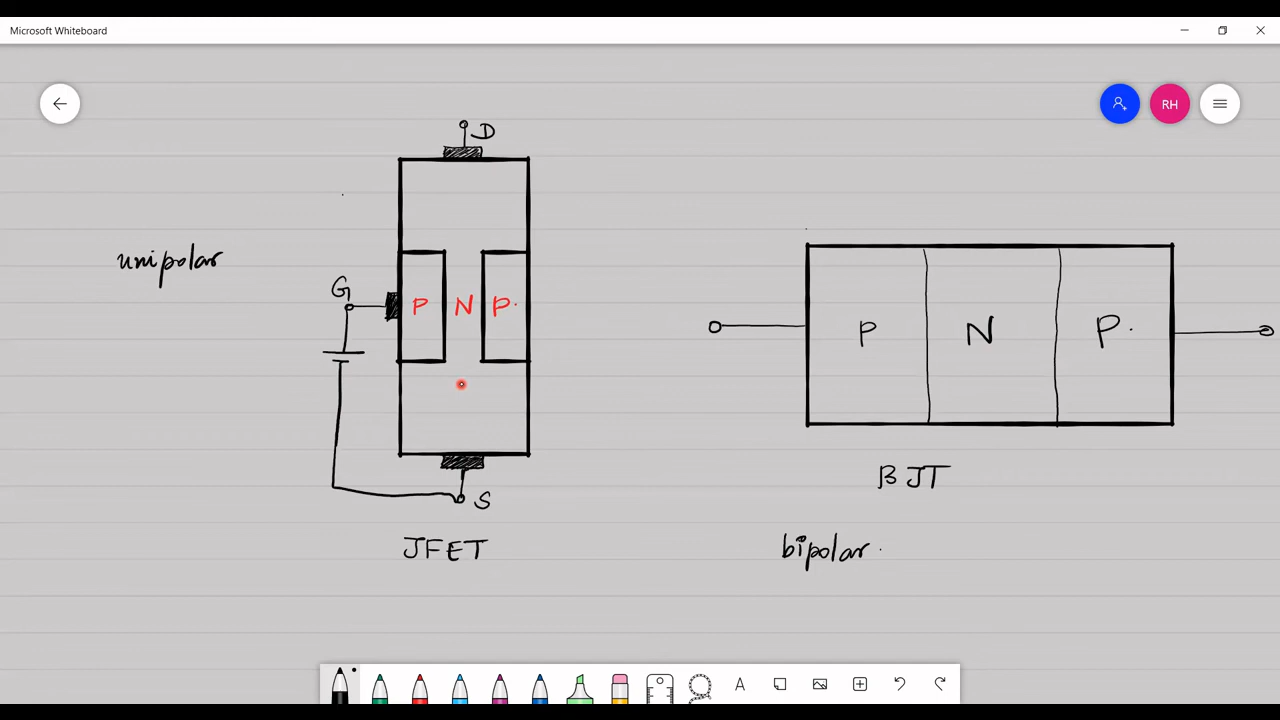 Microsoft Whiteboard
RH
D
unipolar
G
P N P.
S
JFET
P N P.
BJT
bipolar.
A